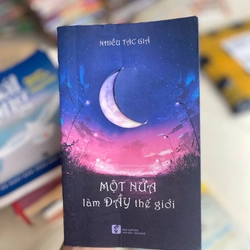 NHIỀU TÁC GIẢ
MỘT NỬA
làm ĐẦY thế giới